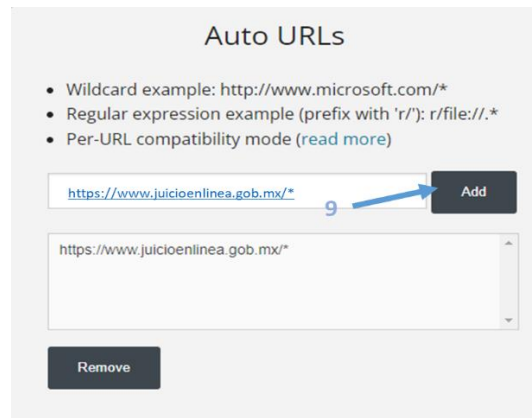 Auto URLs
• Wildcard example: http://www.microsoft.com/*
• Regular expression example (prefix with 'r/'): r/file://.*
• Per-URL compatibility mode (read more)
https://www.juicioenlinea.gob.mx/*
9
Add
https://www.juicioenlinea.gob.mx/*
Remove